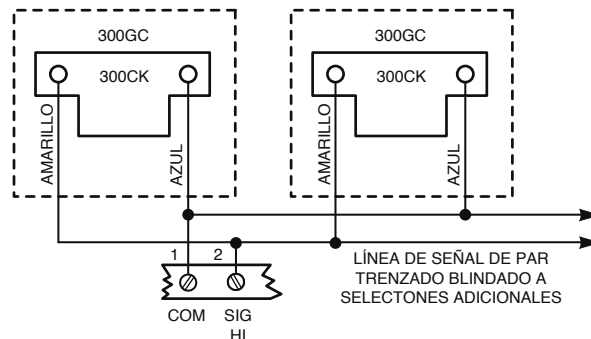 300GC
300CK
AMARILLO
AZUL
300GC
300CK
AMARILLO
AZUL
1 2
COM SIG
HI
LÍNEA DE SEÑAL DE PAR
TRENZADO BLINDADO A
SELECTONES ADICIONALES